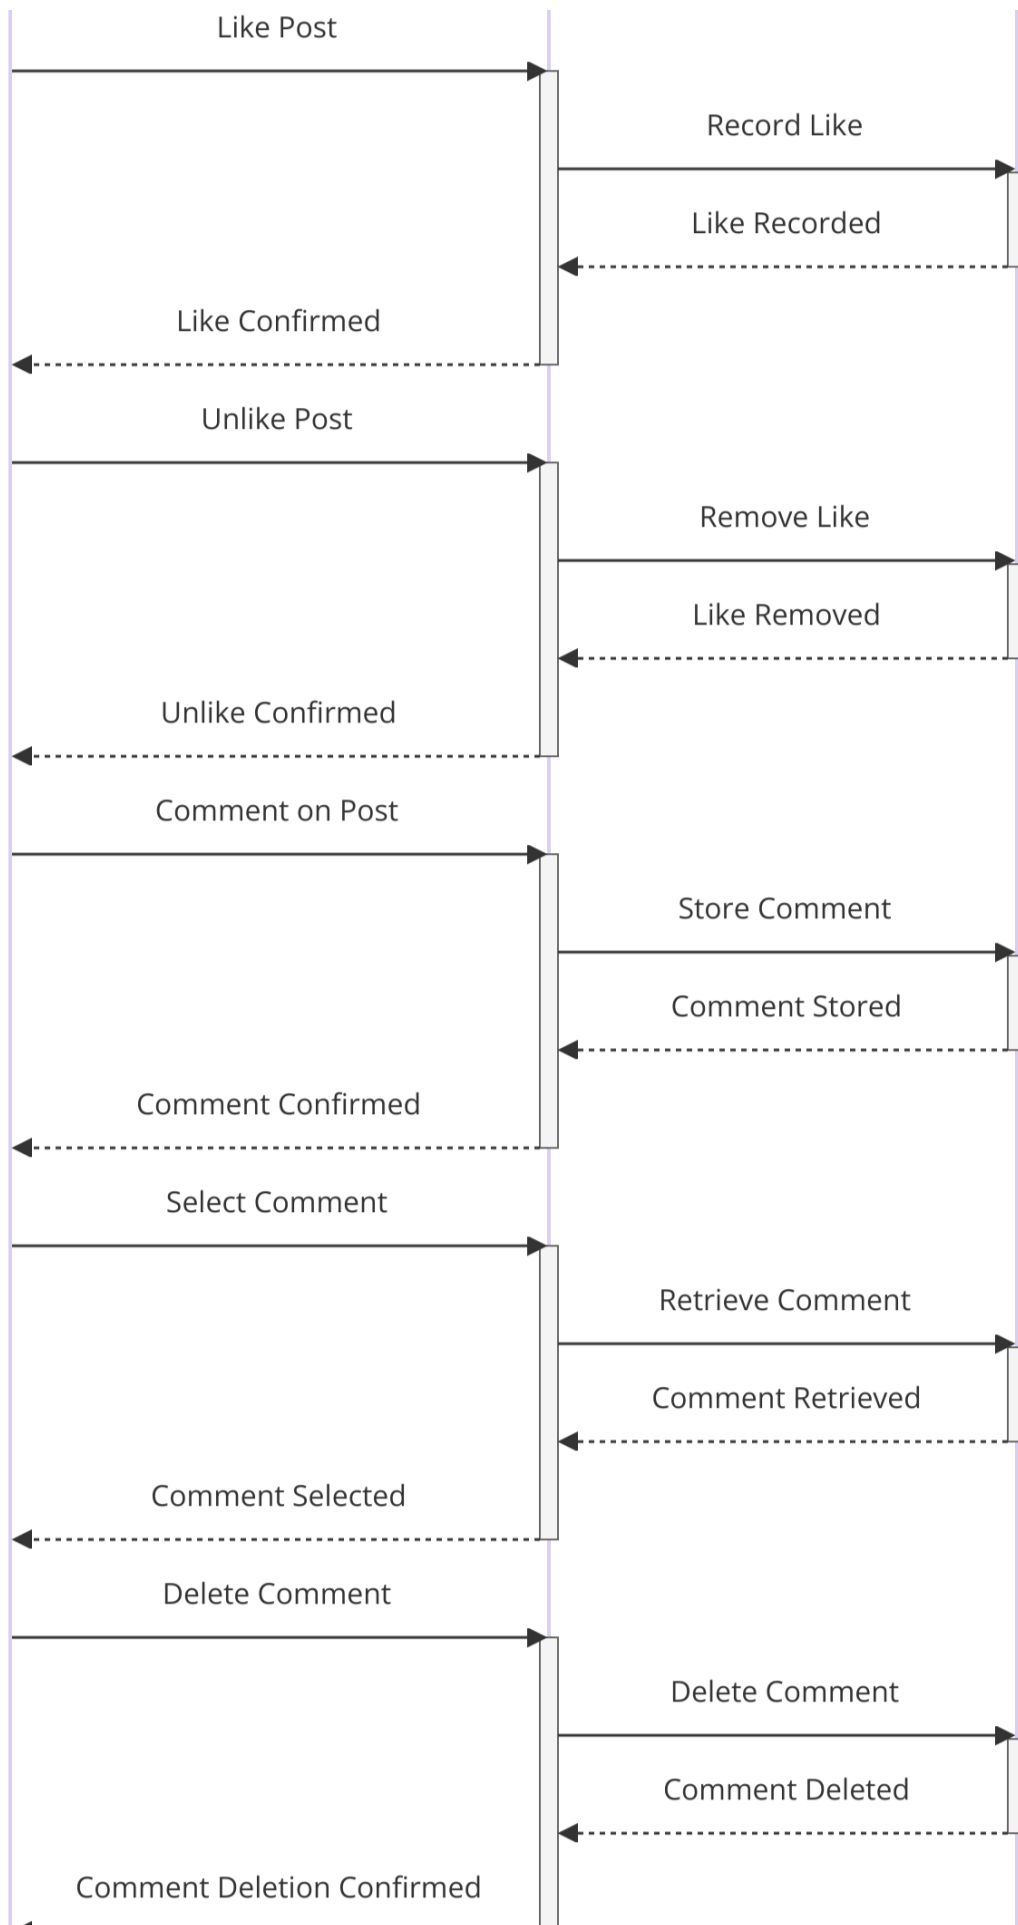 Like Post
Record Like
Like Recorded
Like Confirmed
Unlike Post
Remove Like
Like Removed
Unlike Confirmed
Comment on Post
Store Comment
Comment Stored
Comment Confirmed
Select Comment
Retrieve Comment
Comment Retrieved
Comment Selected
Delete Comment
Delete Comment
Comment Deleted
Comment Deletion Confirmed